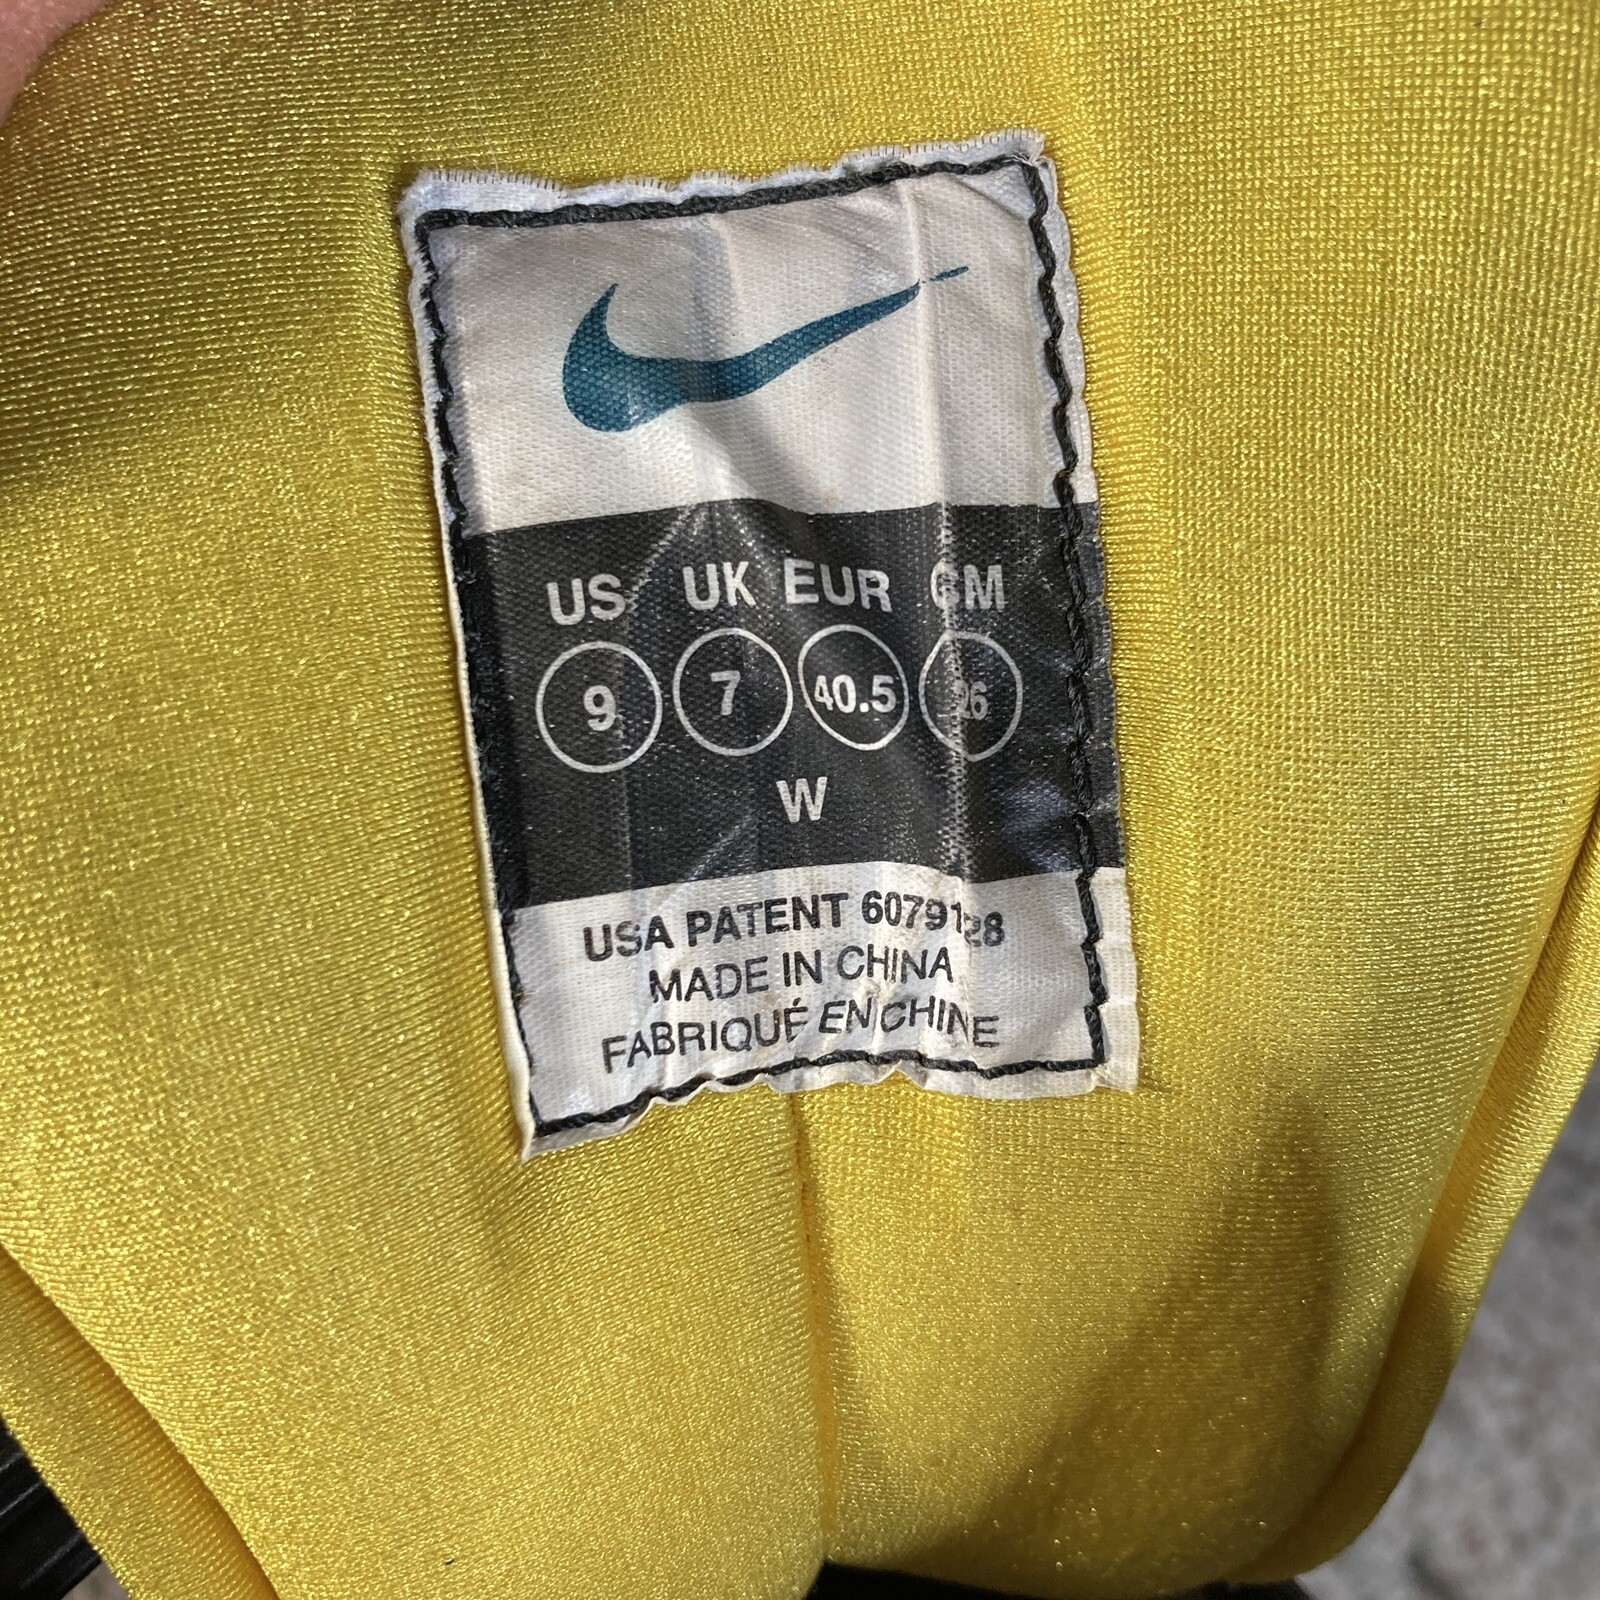 US UK EUR CM
9 7 40.5 26
W
USA PATENT 6079128
MADE IN CHINA
FABRIQUÉ EN CHINE